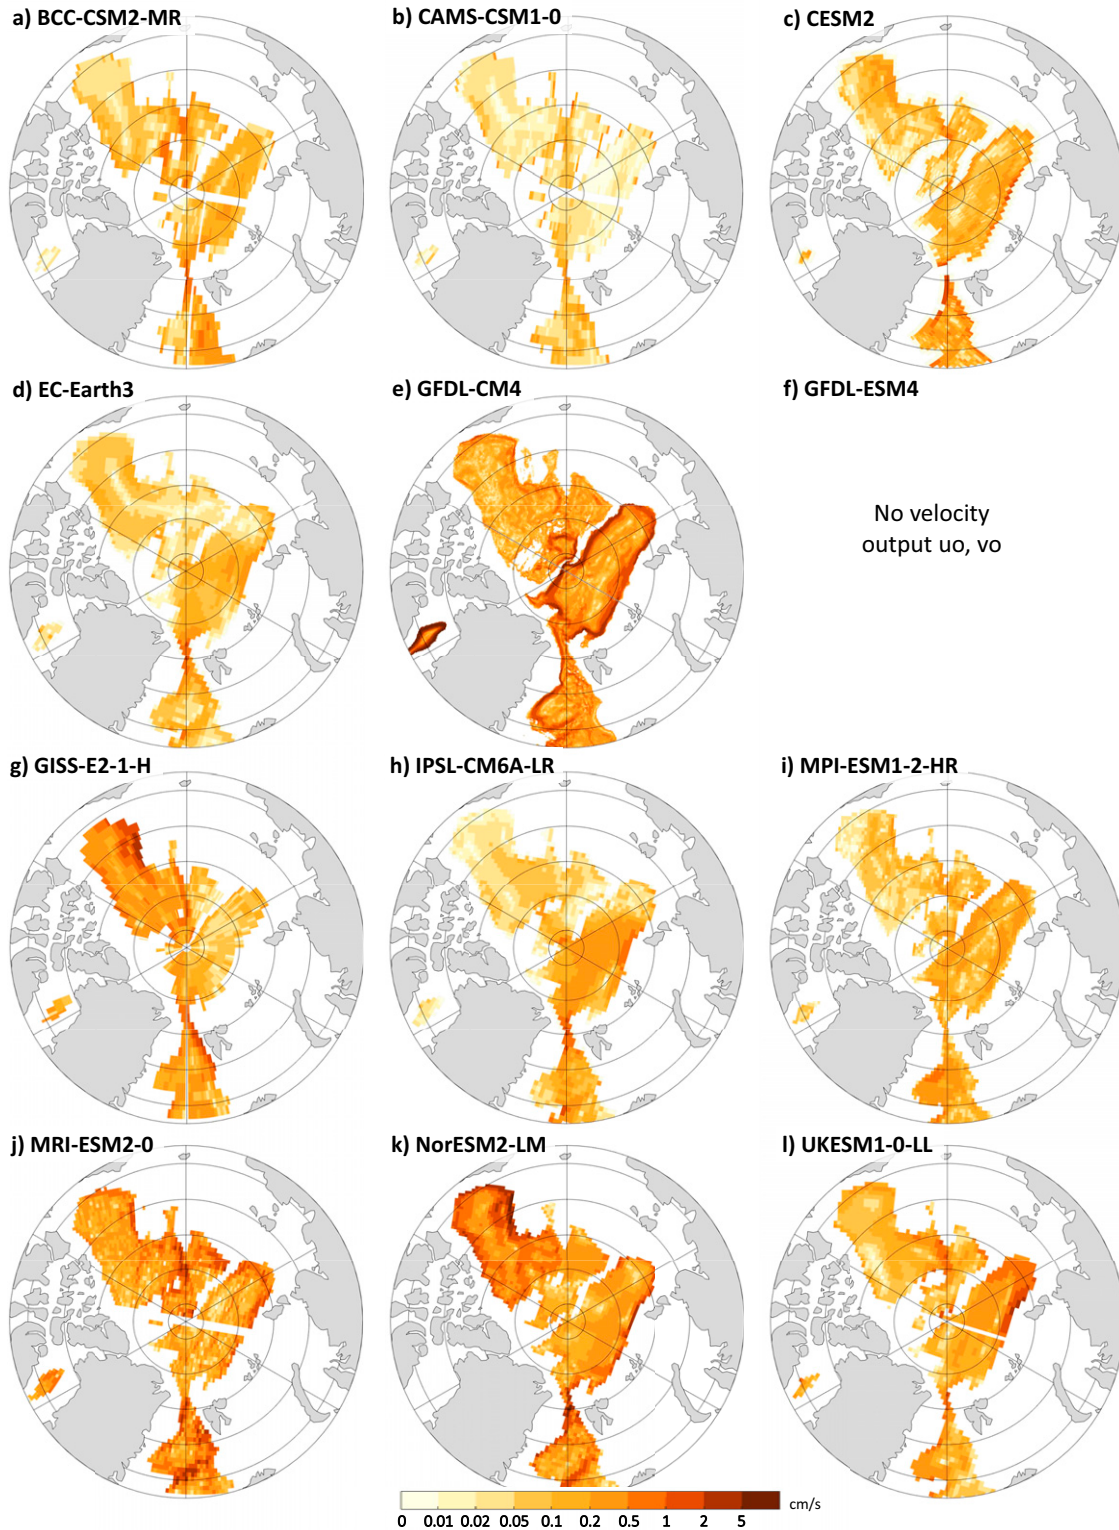 a) BCC-CSM2-MR
b) CAMS-CSM1-0
c) CESM2
d) EC-Earth3
e) GFDL-CM4
f) GFDL-ESM4
No velocity
output uo, vo
g) GISS-E2-1-H
h) IPSL-CM6A-LR
i) MPI-ESM1-2-HR
j) MRI-ESM2-0
k) NorESM2-LM
l) UKESM1-0-LL
0 0.01 0.02 0.05 0.1 0.2 0.5 1 2 5 cm/s